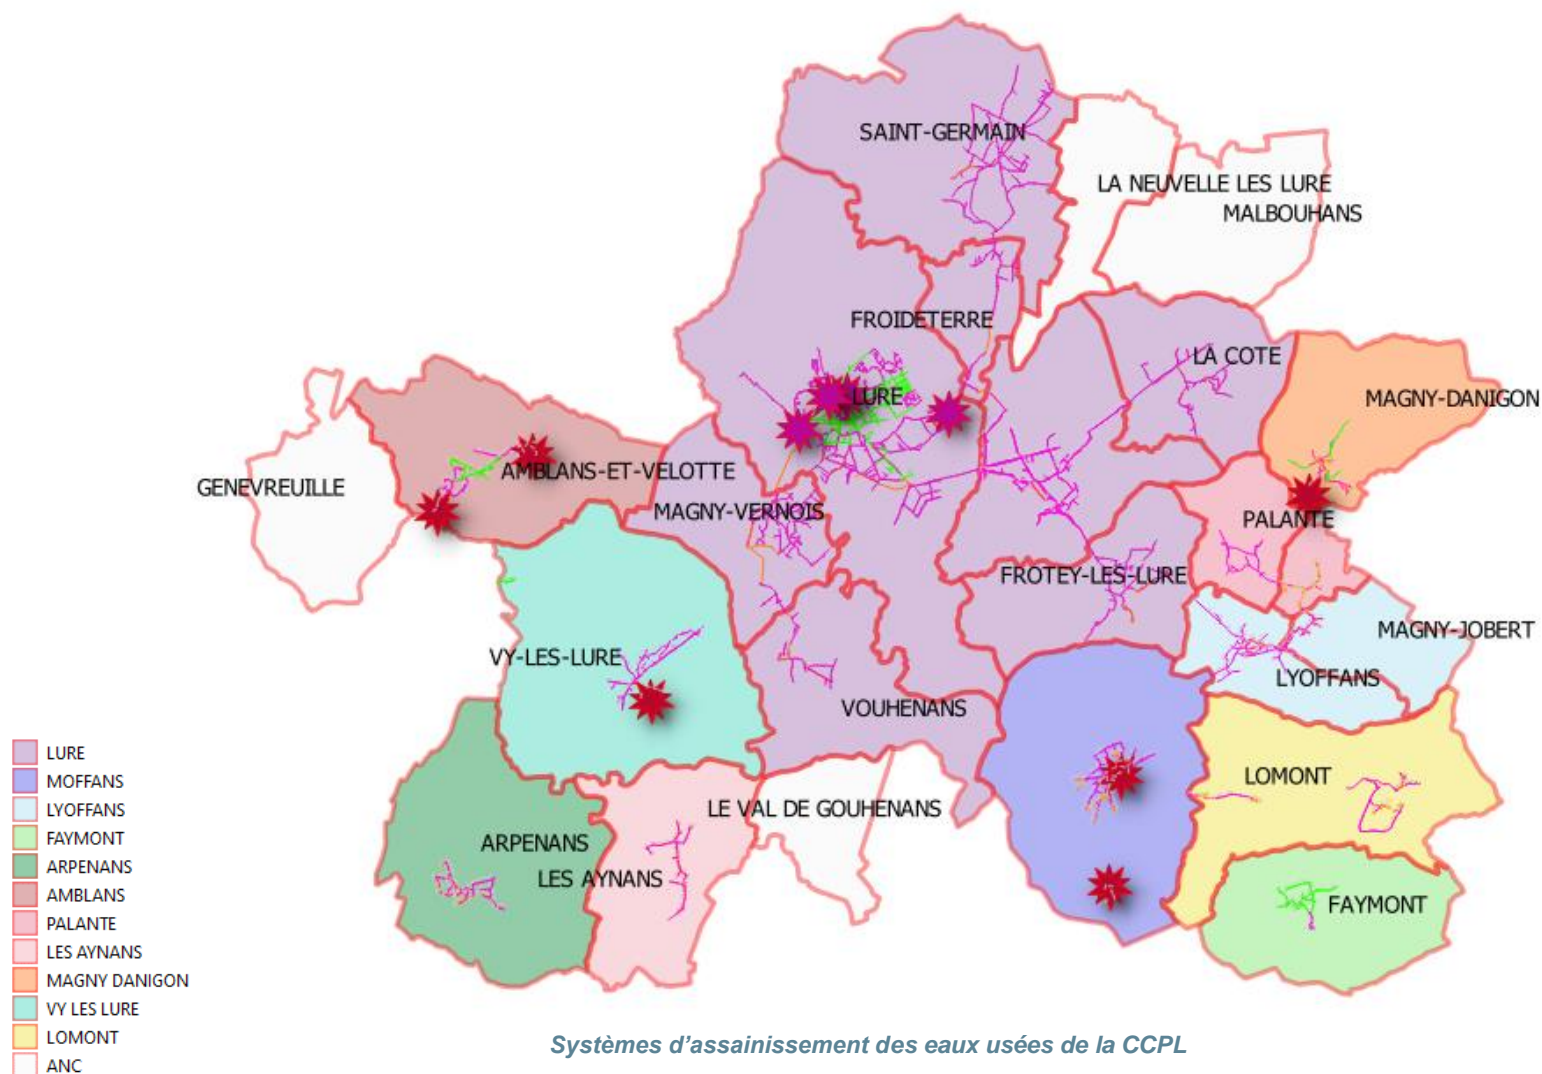 SAINT-GERMAIN
LA NEUVELLE LES LURE
MALBOUHANS
FROIDETERRE
LA COTE
LURE
MAGNY-DANIGON
AMBLANS-ET-VELOTTE
GENEVREUILLE
MAGNY-VERNOIS
PALANTE
FROTEY-LES-LURE
MAGNY-JOBERT
VY-LES-LURE
LYOFFANS
VOUHENANS
LOMONT
LE VAL DE GOUHENANS
ARPENANS
LES AYNANS
FAYMONT
LURE
MOFFANS
LYOFFANS
FAYMONT
ARPENANS
AMBLANS
PALANTE
LES AYNANS
MAGNY DANIGON
VY LES LURE
LOMONT
ANC
Systèmes d'assainissement des eaux usées de la CCPL